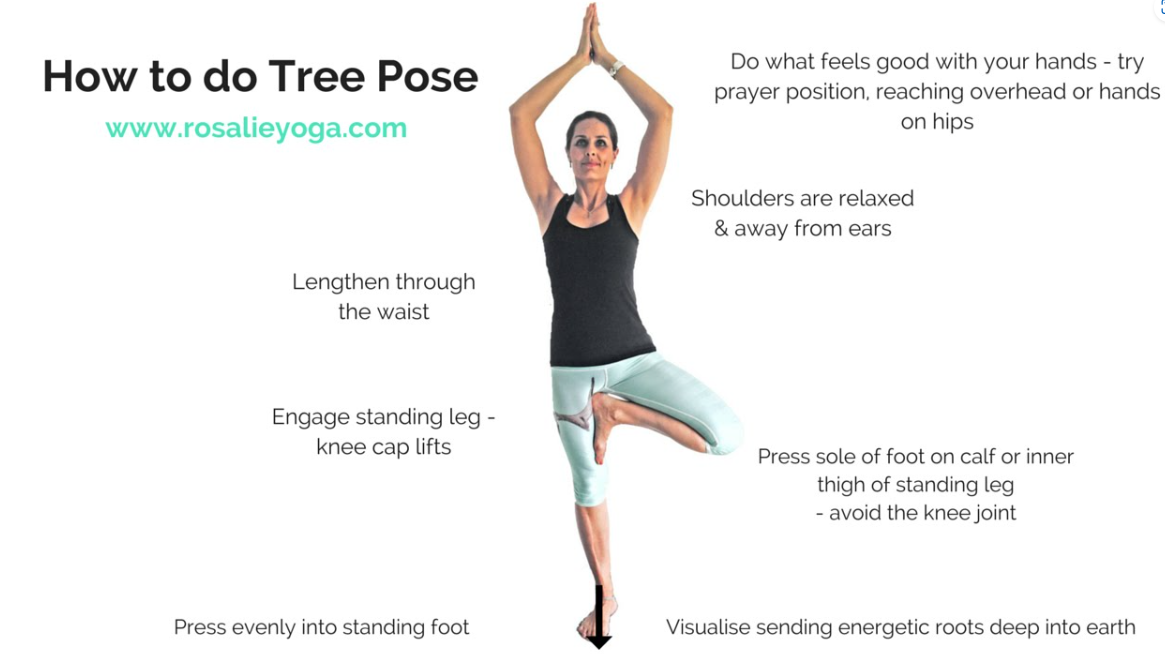 How to do Tree Pose
www.rosalieyoga.com
Do what feels good with your hands - try
prayer position, reaching overhead or hands
on hips
Shoulders are relaxed
& away from ears
Lengthen through
the waist
Engage standing leg -
knee cap lifts
Press sole of foot on calf or inner
thigh of standing leg
- avoid the knee joint
Press evenly into standing foot
Visualise sending energetic roots deep into earth